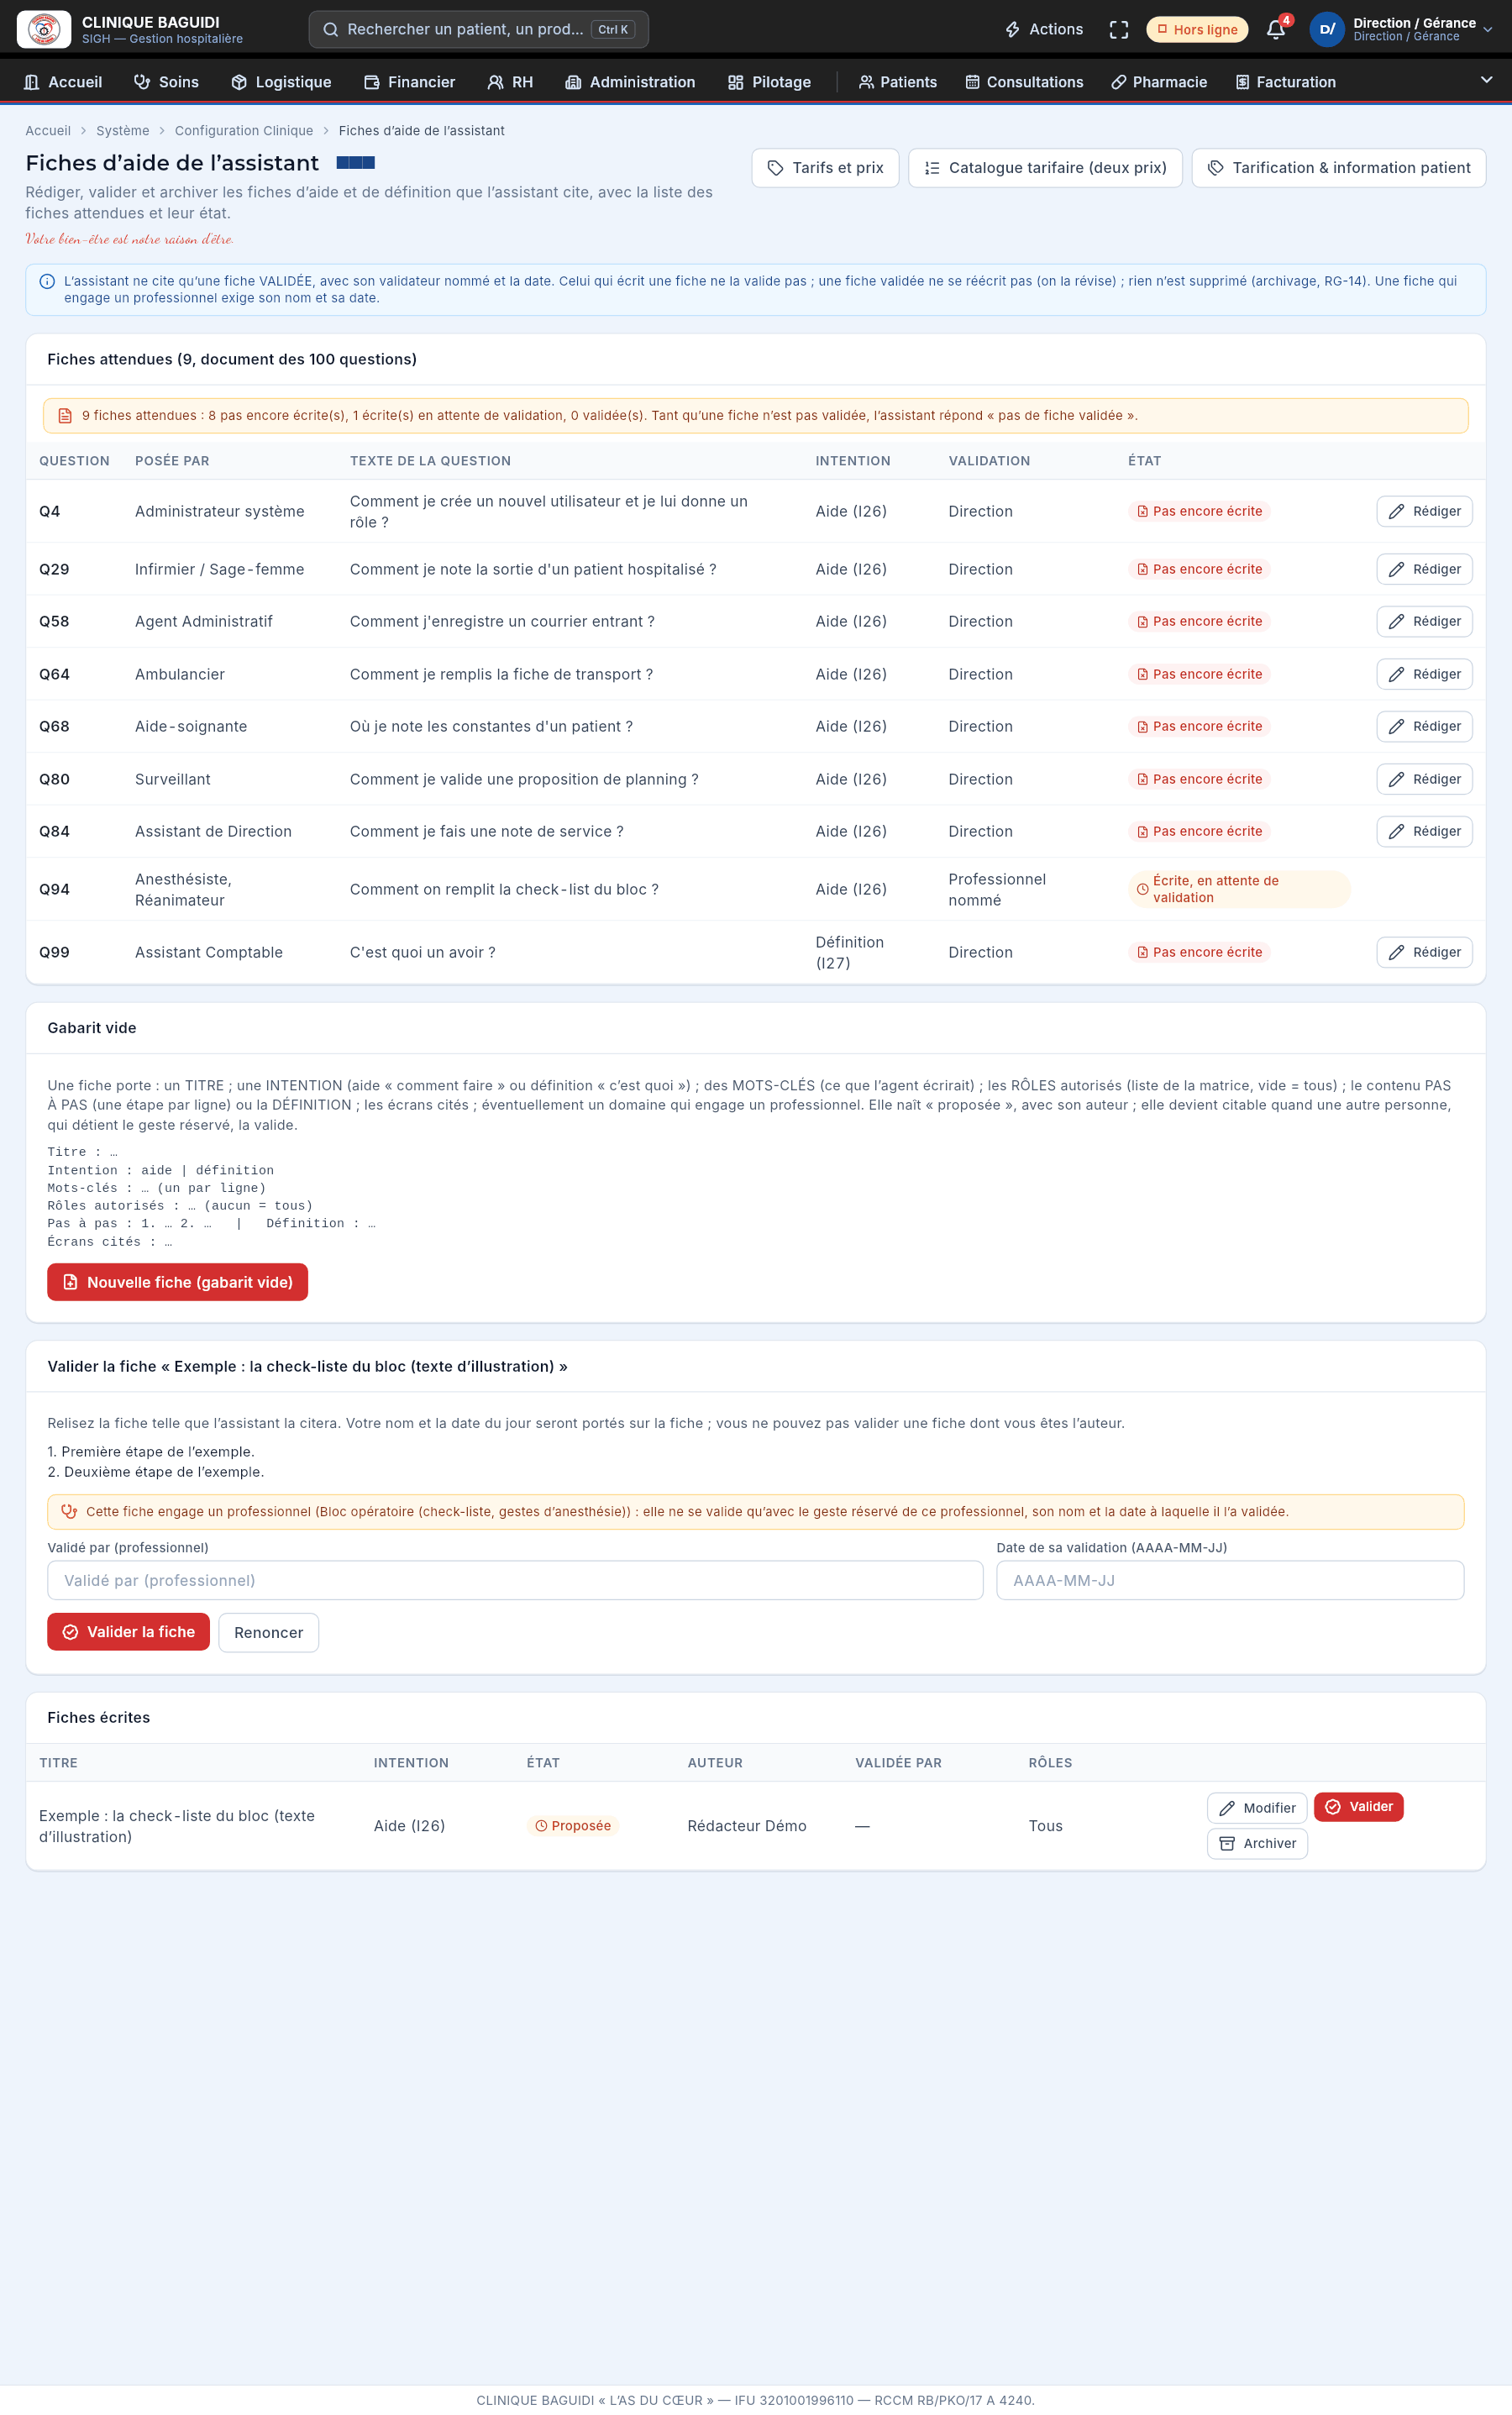 CLINIQUE BAGUIDI
SIGH — Gestion hospitalière
Rechercher un patient, un prod... Ctrl K
Actions
Hors ligne
4
D/
Direction / Gérance
Direction / Gérance
Accueil Soins Logistique Financier RH Administration Pilotage Patients Consultations Pharmacie Facturation
Accueil > Système > Configuration Clinique > Fiches d’aide de l’assistant
Fiches d’aide de l’assistant
Tarifs et prix
Catalogue tarifaire (deux prix)
Tarification & information patient
Rédiger, valider et archiver les fiches d’aide et de définition que l’assistant cite, avec la liste des
fiches attendues et leur état.
Votre bien-être est notre raison d'être.
L’assistant ne cite qu’une fiche VALIDÉE, avec son validateur nommé et la date. Celui qui écrit une fiche ne la valide pas ; une fiche validée ne se réécrit pas (on la révise) ; rien n’est supprimé (archivage, RG-14). Une fiche qui
engage un professionnel exige son nom et sa date.
Fiches attendues (9, document des 100 questions)
9 fiches attendues : 8 pas encore écrite(s), 1 écrite(s) en attente de validation, 0 validée(s). Tant qu’une fiche n’est pas validée, l’assistant répond « pas de fiche validée ».
QUESTION POSÉE PAR TEXTE DE LA QUESTION INTENTION VALIDATION ÉTAT
Q4 Administrateur système Comment je crée un nouvel utilisateur et je lui donne un
rôle ? Aide (I26) Direction Pas encore écrite Rédiger
Q29 Infirmier / Sage-femme Comment je note la sortie d'un patient hospitalisé ? Aide (I26) Direction Pas encore écrite Rédiger
Q58 Agent Administratif Comment j'enregistre un courrier entrant ? Aide (I26) Direction Pas encore écrite Rédiger
Q64 Ambulancier Comment je remplis la fiche de transport ? Aide (I26) Direction Pas encore écrite Rédiger
Q68 Aide-soignante Où je note les constantes d'un patient ? Aide (I26) Direction Pas encore écrite Rédiger
Q80 Surveillant Comment je valide une proposition de planning ? Aide (I26) Direction Pas encore écrite Rédiger
Q84 Assistant de Direction Comment je fais une note de service ? Aide (I26) Direction Pas encore écrite Rédiger
Q94 Anesthésiste,
Réanimateur Comment on remplit la check-list du bloc ? Aide (I26) Professionnel
nommé Écrite, en attente de
validation
Q99 Assistant Comptable C'est quoi un avoir ? Définition
(I27) Direction Pas encore écrite Rédiger
Gabarit vide
Une fiche porte : un TITRE ; une INTENTION (aide « comment faire » ou définition « c’est quoi ») ; des MOTS-CLÉS (ce que l’agent écrirait) ; les RÔLES autorisés (liste de la matrice, vide = tous) ; le contenu PAS
À PAS (une étape par ligne) ou la DÉFINITION ; les écrans cités ; éventuellement un domaine qui engage un professionnel. Elle naît « proposée », avec son auteur ; elle devient citable quand une autre personne,
qui détient le geste réservé, la valide.
Titre : …
Intention : aide | définition
Mots-clés : … (un par ligne)
Rôles autorisés : … (aucun = tous)
Pas à pas : 1. … 2. … | Définition : …
Écrans cités : …
Nouvelle fiche (gabarit vide)
Valider la fiche « Exemple : la check-liste du bloc (texte d’illustration) »
Relisez la fiche telle que l’assistant la citera. Votre nom et la date du jour seront portés sur la fiche ; vous ne pouvez pas valider une fiche dont vous êtes l’auteur.
1. Première étape de l’exemple.
2. Deuxième étape de l’exemple.
Cette fiche engage un professionnel (Bloc opératoire (check-liste, gestes d’anesthésie)) : elle ne se valide qu’avec le geste réservé de ce professionnel, son nom et la date à laquelle il l’a validée.
Validé par (professionnel) Date de sa validation (AAAA-MM-JJ)
Validé par (professionnel) AAAA-MM-JJ
Valider la fiche Renoncer
Fiches écrites
TITRE INTENTION ÉTAT AUTEUR VALIDÉE PAR RÔLES
Exemple : la check-liste du bloc (texte
d’illustration) Aide (I26) Proposée Rédacteur Démo — Tous Modifier Valider
Archiver
CLINIQUE BAGUIDI « L’AS DU CŒUR » — IFU 3201001996110 — RCCM RB/PKO/17 A 4240.